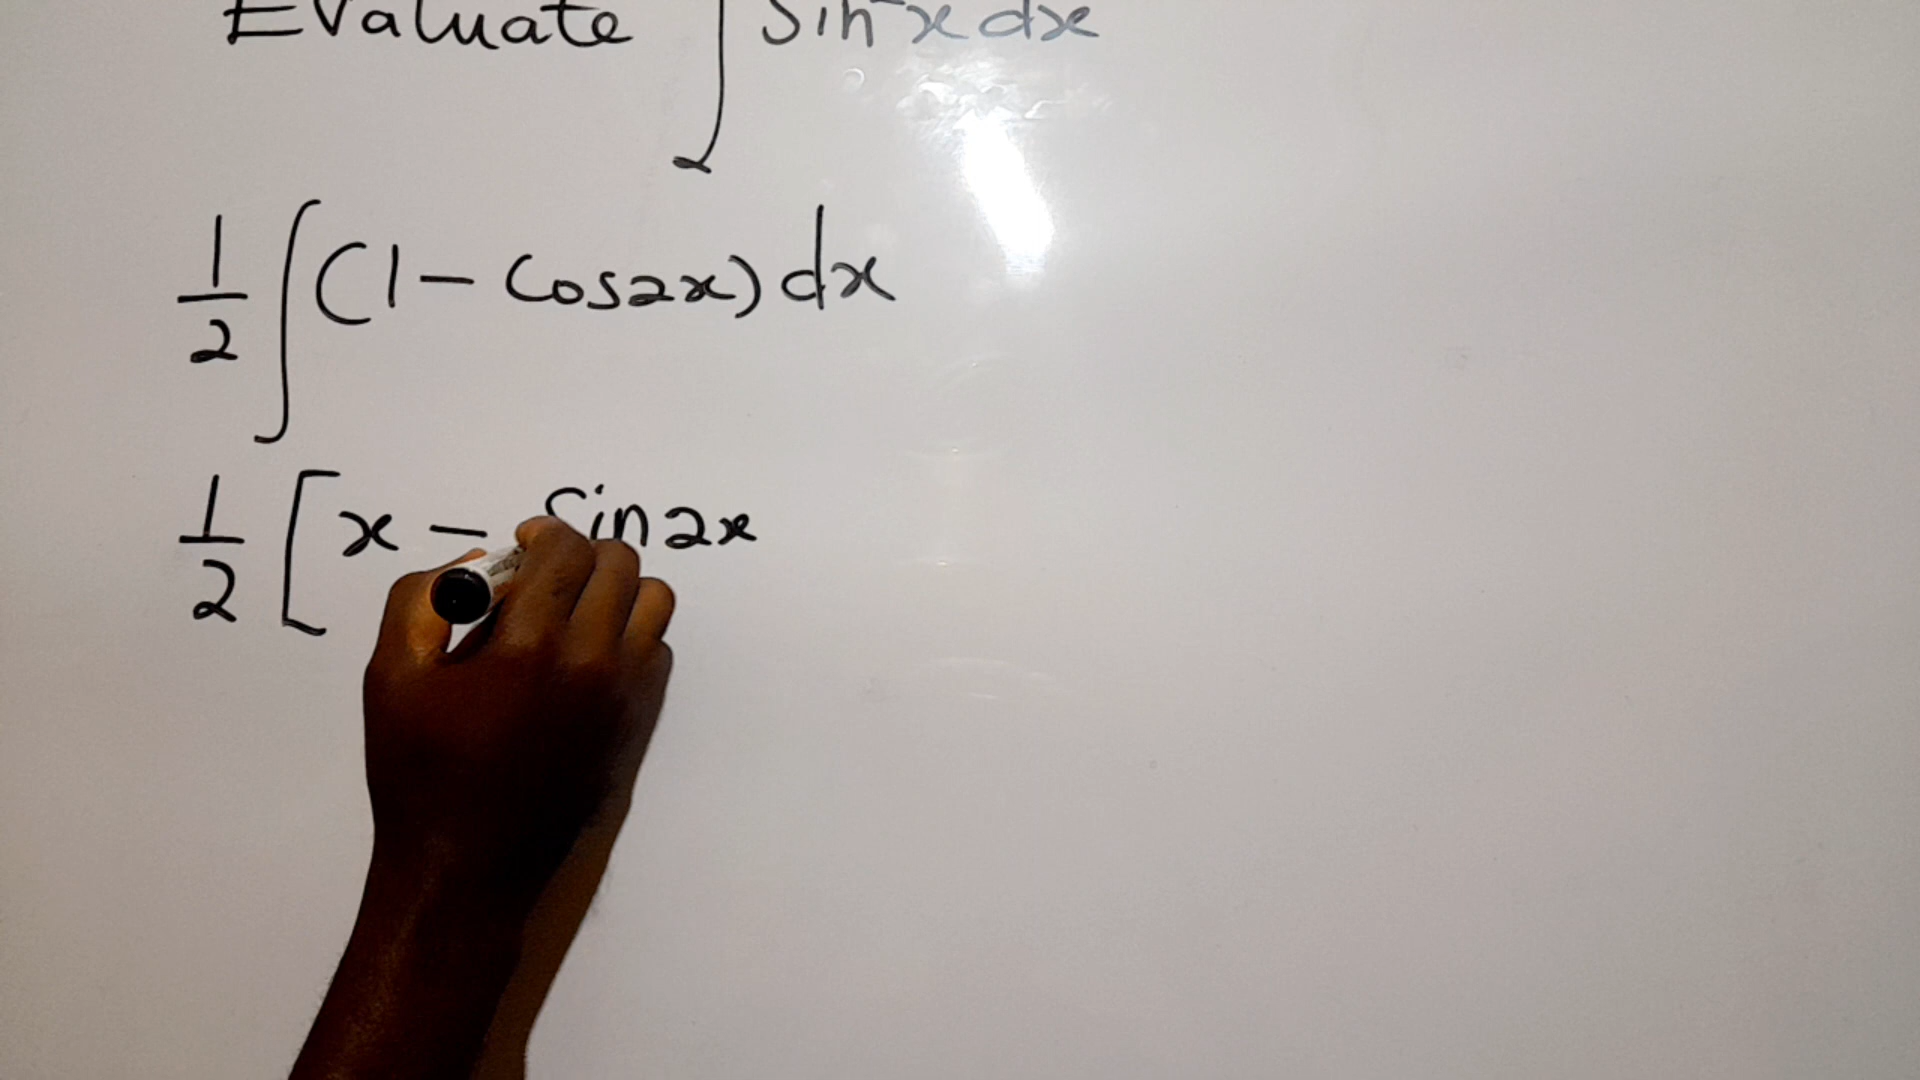 Evaluate ∫ Sin²x dx
1/2 ∫ (1 - Cos2x) dx
1/2 [ x - Sin2x